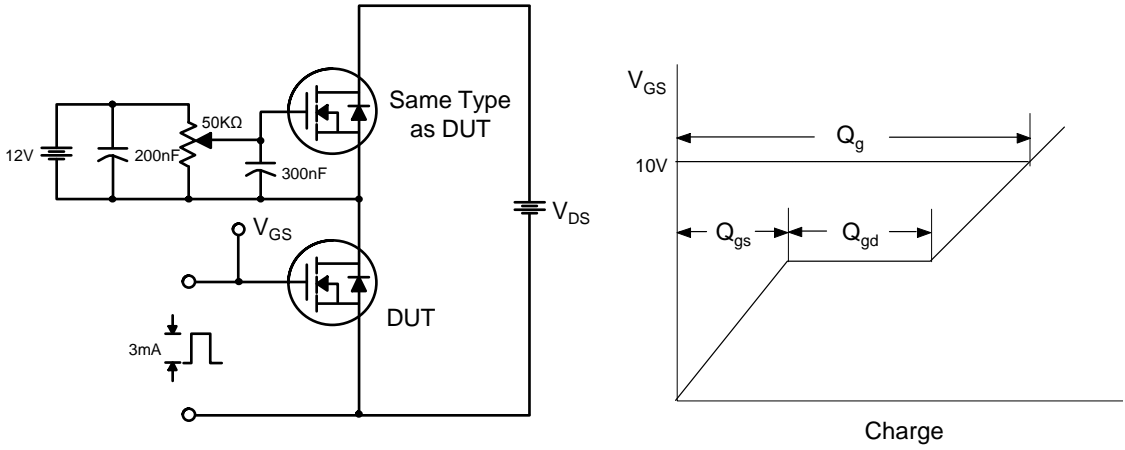 Same Type
as DUT
50KΩ
12V
200nF
300nF
V_DS
V_GS
DUT
3mA
V_GS
Q_g
10V
Q_gs
Q_gd
Charge